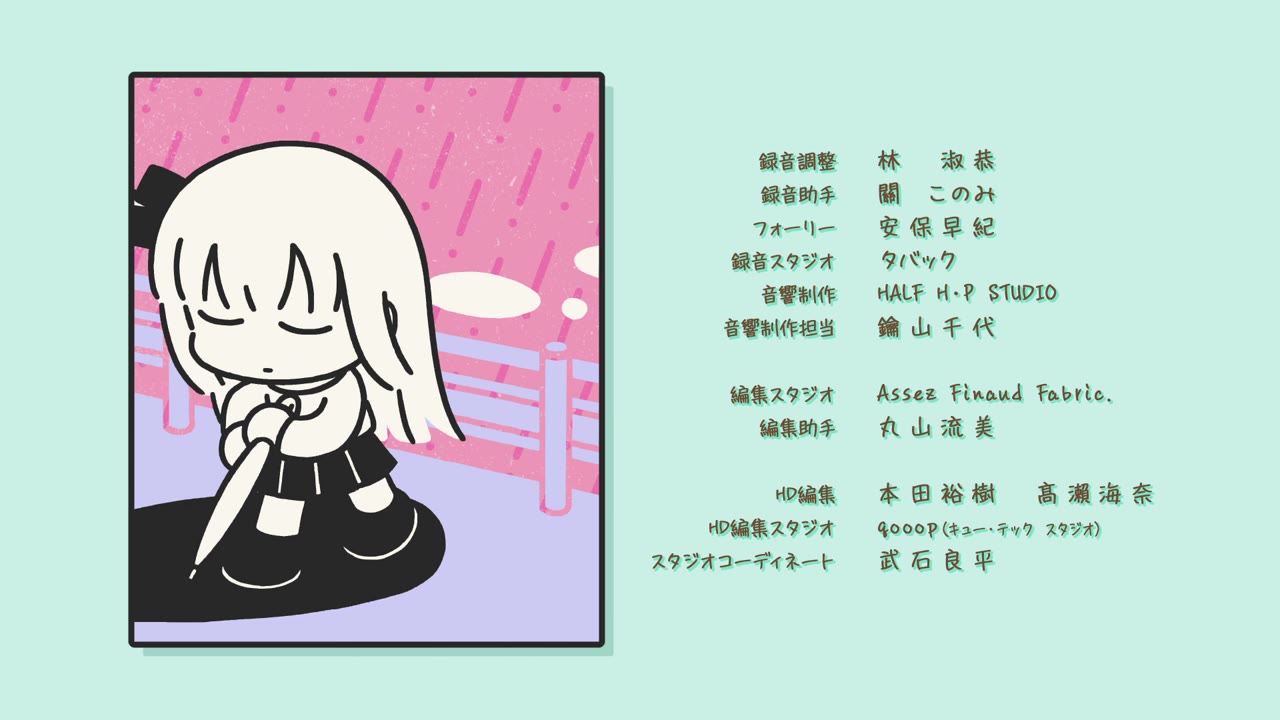 録音調整 林 淑恭
録音助手 關 このみ
フォーリー 安保早紀
録音スタジオ タバック
音響制作 HALF H・P STUDIO
音響制作担当 鑰山千代
編集スタジオ Assez Finaud Fabric.
編集助手 丸山流美
HD編集 本田裕樹 髙瀨海奈
HD編集スタジオ qooop(キュー・テック スタジオ)
スタジオコーディネート 武石良平